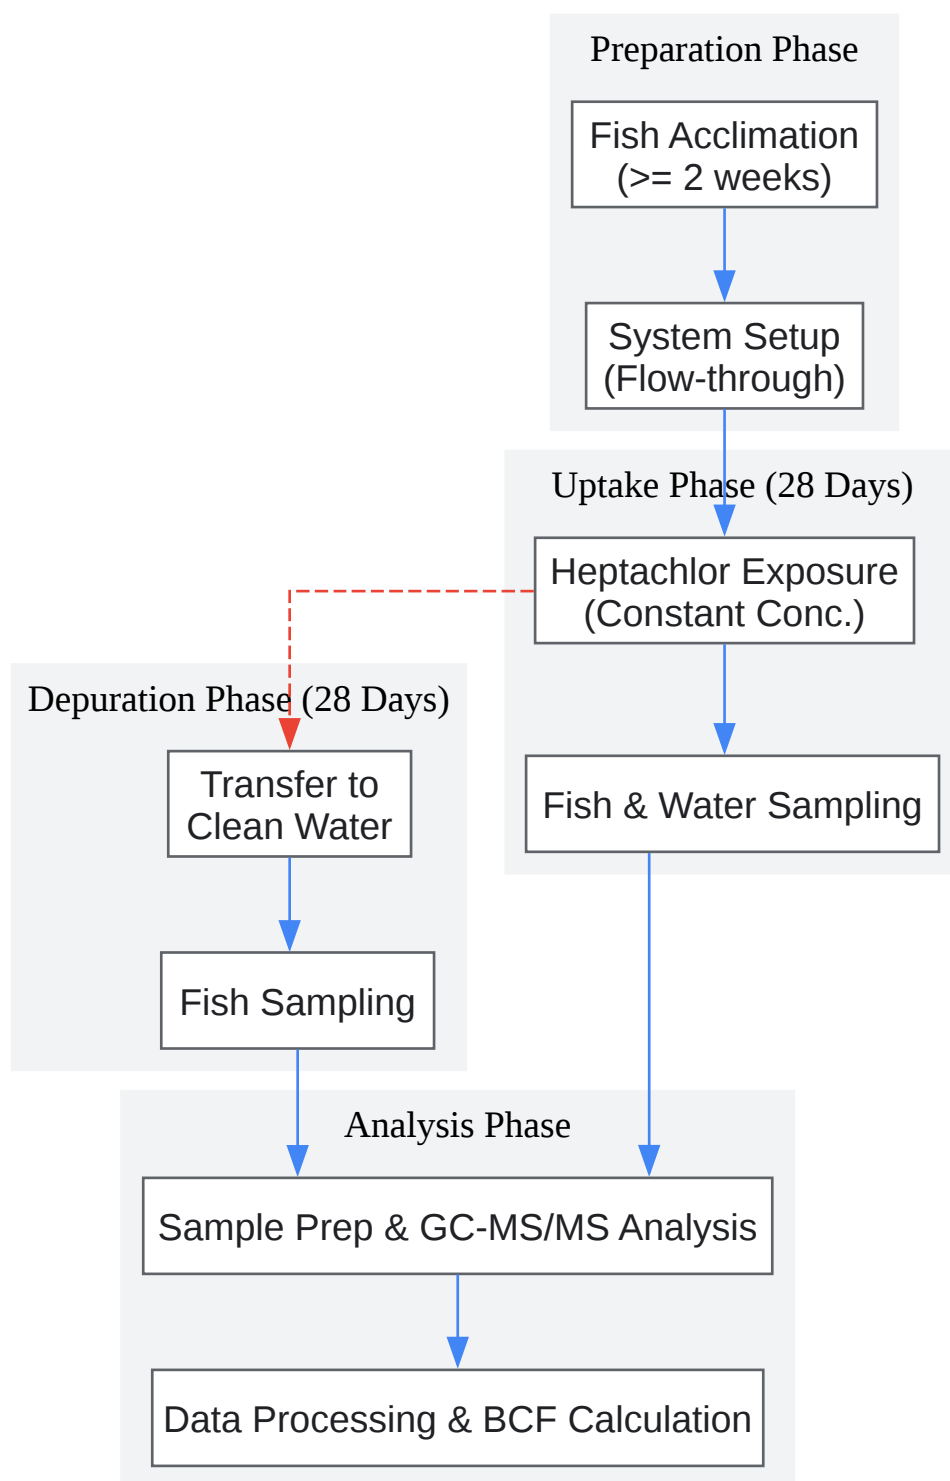 Preparation Phase
Fish Acclimation
(>= 2 weeks)
System Setup
(Flow-through)
Uptake Phase (28 Days)
Heptachlor Exposure
(Constant Conc.)
Fish & Water Sampling
Depuration Phase (28 Days)
Transfer to
Clean Water
Fish Sampling
Analysis Phase
Sample Prep & GC-MS/MS Analysis
Data Processing & BCF Calculation